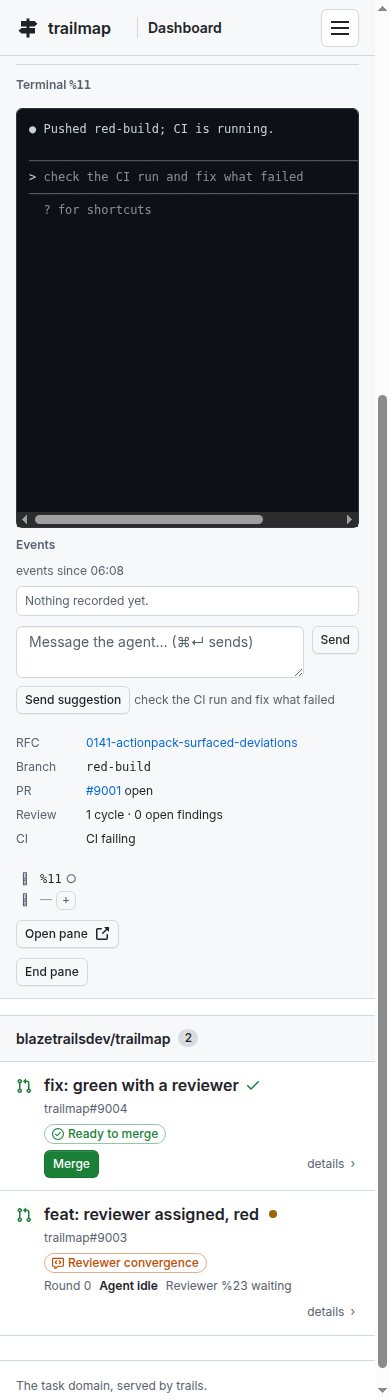 trailmap
Dashboard
Terminal %11
● Pushed red-build; CI is running.
> check the CI run and fix what failed
? for shortcuts
Events
events since 06:08
Nothing recorded yet.
Message the agent... (⌘↵ sends)
Send
Send suggestion check the CI run and fix what failed
RFC 0141-actionpack-surfaced-deviations
Branch red-build
PR #9001 open
Review 1 cycle · 0 open findings
CI CI failing
%11 ○
— +
Open pane
End pane
blazetrailsdev/trailmap 2
fix: green with a reviewer ✓
trailmap#9004
Ready to merge
Merge
details ›
feat: reviewer assigned, red
trailmap#9003
Reviewer convergence
Round 0 Agent idle Reviewer %23 waiting
details ›
The task domain, served by trails.